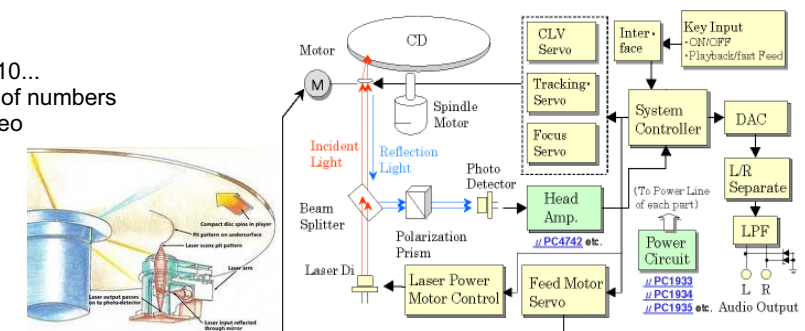 10...
of numbers
eo
Compact disc spins in player
Pit pattern on undersurface
Laser scans pit pattern
Laser arm
Laser output passes
on to photo-detector
Laser input reflected
through mirror
CD
Motor
M
Spindle
Motor
Incident
Light
Reflection
Light
Beam
Splitter
Polarization
Prism
Photo
Detector
Laser Di
Head
Amp.
μPC4742 etc.
Laser Power
Motor Control
Feed Motor
Servo
CLV
Servo
Tracking·
Servo
Focus
Servo
Inter·
face
Key Input
·ON/OFF
·Playback/fast Feed
System
Controller
DAC
L/R
Separate
LPF
L R
Audio Output
(To Power Line
of each part)
Power
Circuit
μPC1933
μPC1934
μPC1935 etc.